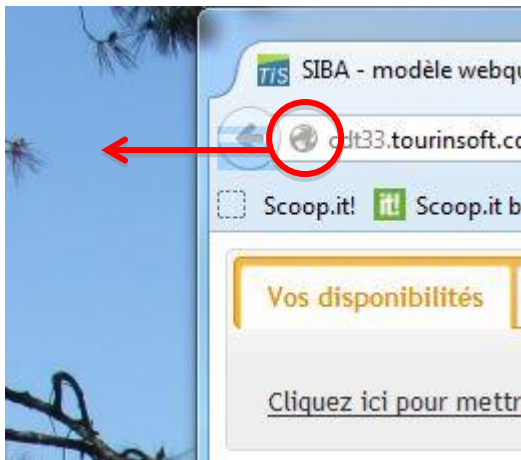 TiS SIBA - modèle webqu
cdt33.tourinsoft.co
Scoop.it! it! Scoop.it b
Vos disponibilités
Cliquez ici pour mettr